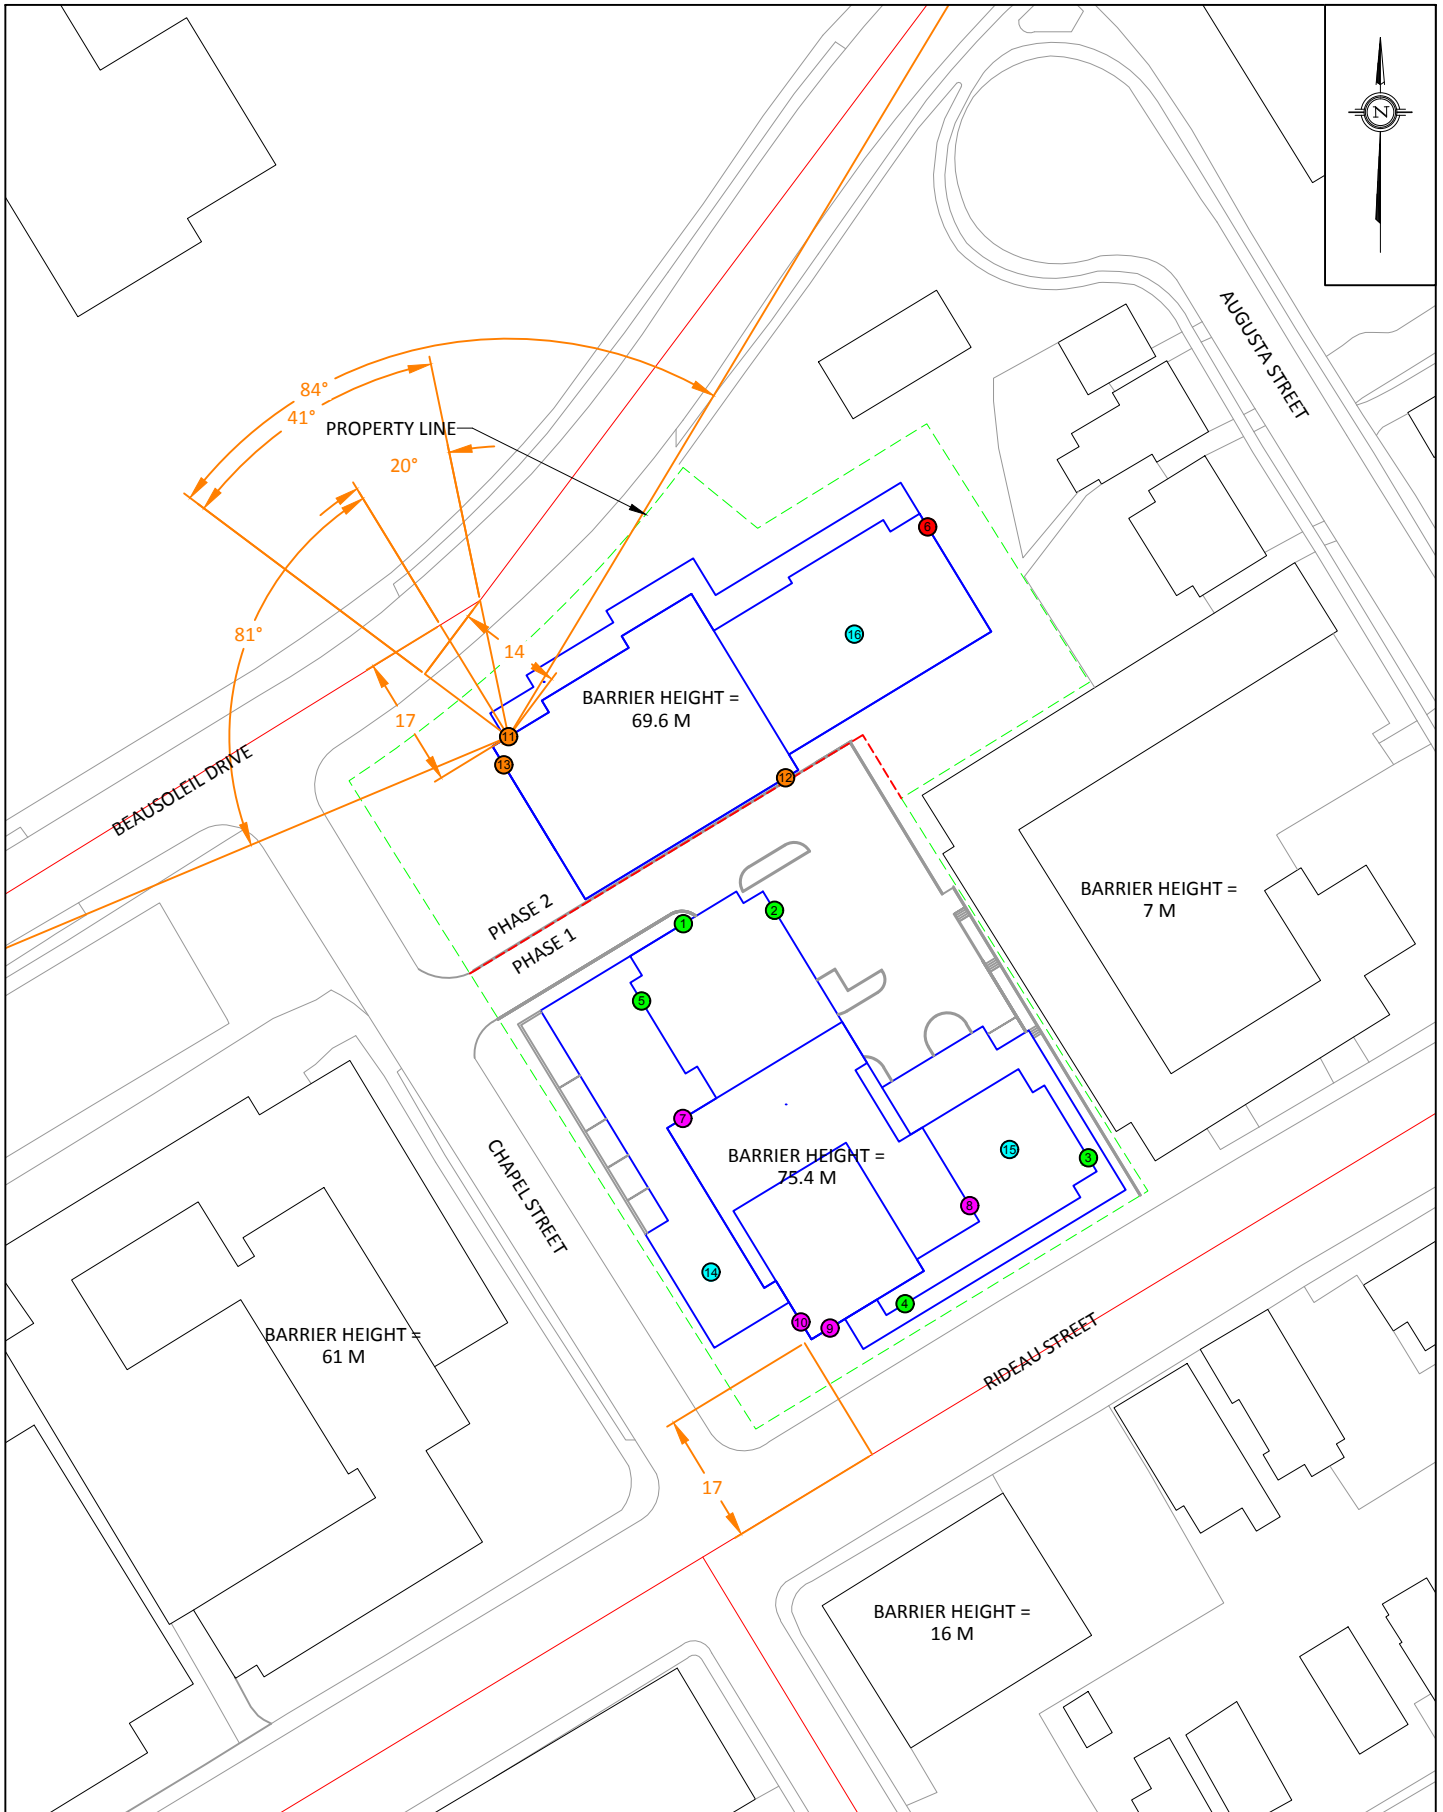 N
AUGUSTA STREET
84°
41°
PROPERTY LINE
20°
6
81°
16
14
BARRIER HEIGHT =
69.6 M
17
11
13
12
BEAUSOLEIL DRIVE
BARRIER HEIGHT =
7 M
PHASE 2
PHASE 1
1
2
5
7
CHAPEL STREET
BARRIER HEIGHT =
75.4 M
15
3
8
14
4
10
9
BARRIER HEIGHT =
61 M
RIDEAU STREET
17
BARRIER HEIGHT =
16 M